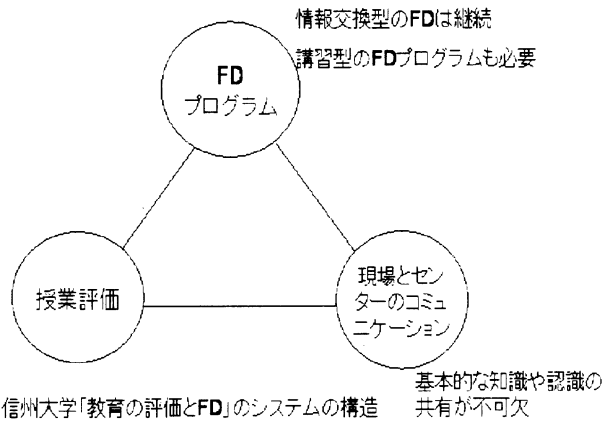 情報交換型のFDは継続
講習型のFDプログラムも必要
FD
プログラム
授業評価
現場とセン
ターのコミュ
ニケーション
基本的な知識や認識の
共有が不可欠
信州大学「教育の評価とFD」のシステムの構造